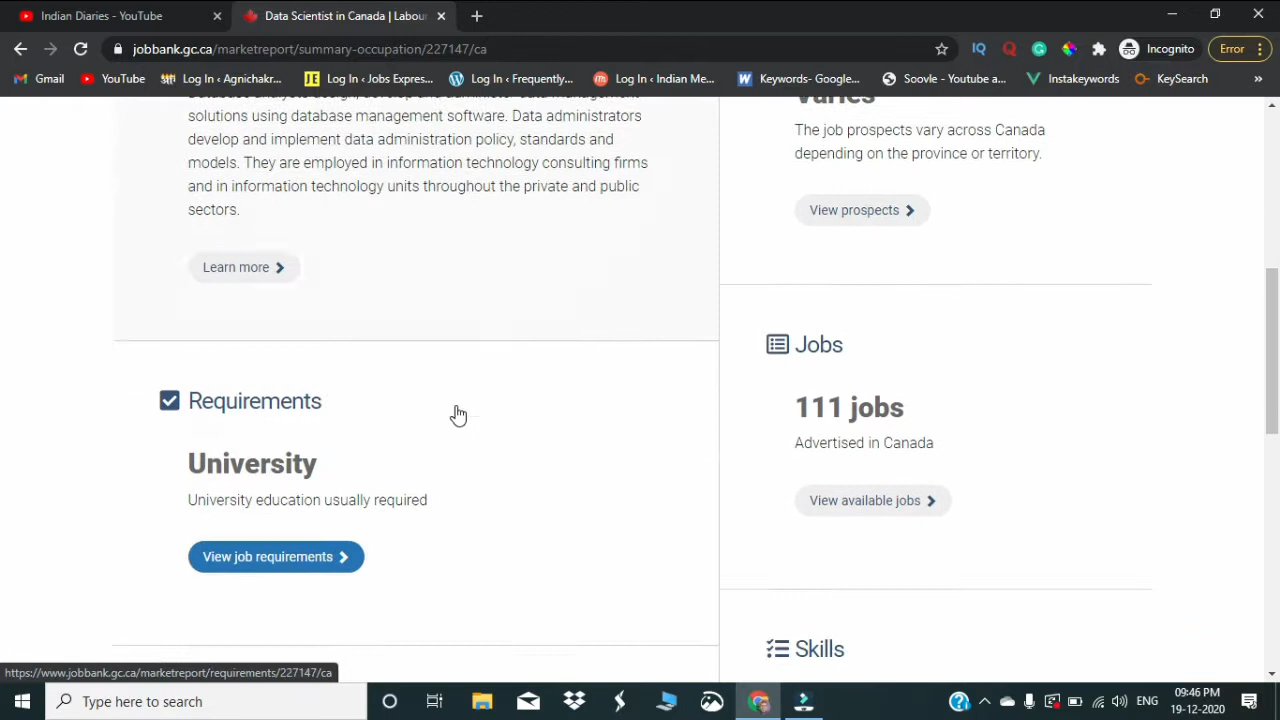 Indian Diaries - YouTube
Data Scientist in Canada | Labou
jobbank.gc.ca/marketreport/summary-occupation/227147/ca
Incognito
Error
Gmail
YouTube
Log In ‹ Agnichakr...
Log In ‹ Jobs Expres...
Log In ‹ Frequently...
Log In ‹ Indian Me...
Keywords- Google...
Soovle - Youtube a...
Instakeywords
KeySearch
»
solutions using database management software. Data administrators
develop and implement data administration policy, standards and
models. They are employed in information technology consulting firms
and in information technology units throughout the private and public
sectors.
Learn more
Requirements
University
University education usually required
View job requirements
Varies
The job prospects vary across Canada
depending on the province or territory.
View prospects
Jobs
111 jobs
Advertised in Canada
View available jobs
Skills
https://www.jobbank.gc.ca/marketreport/requirements/227147/ca
Type here to search
ENG
09:46 PM
19-12-2020